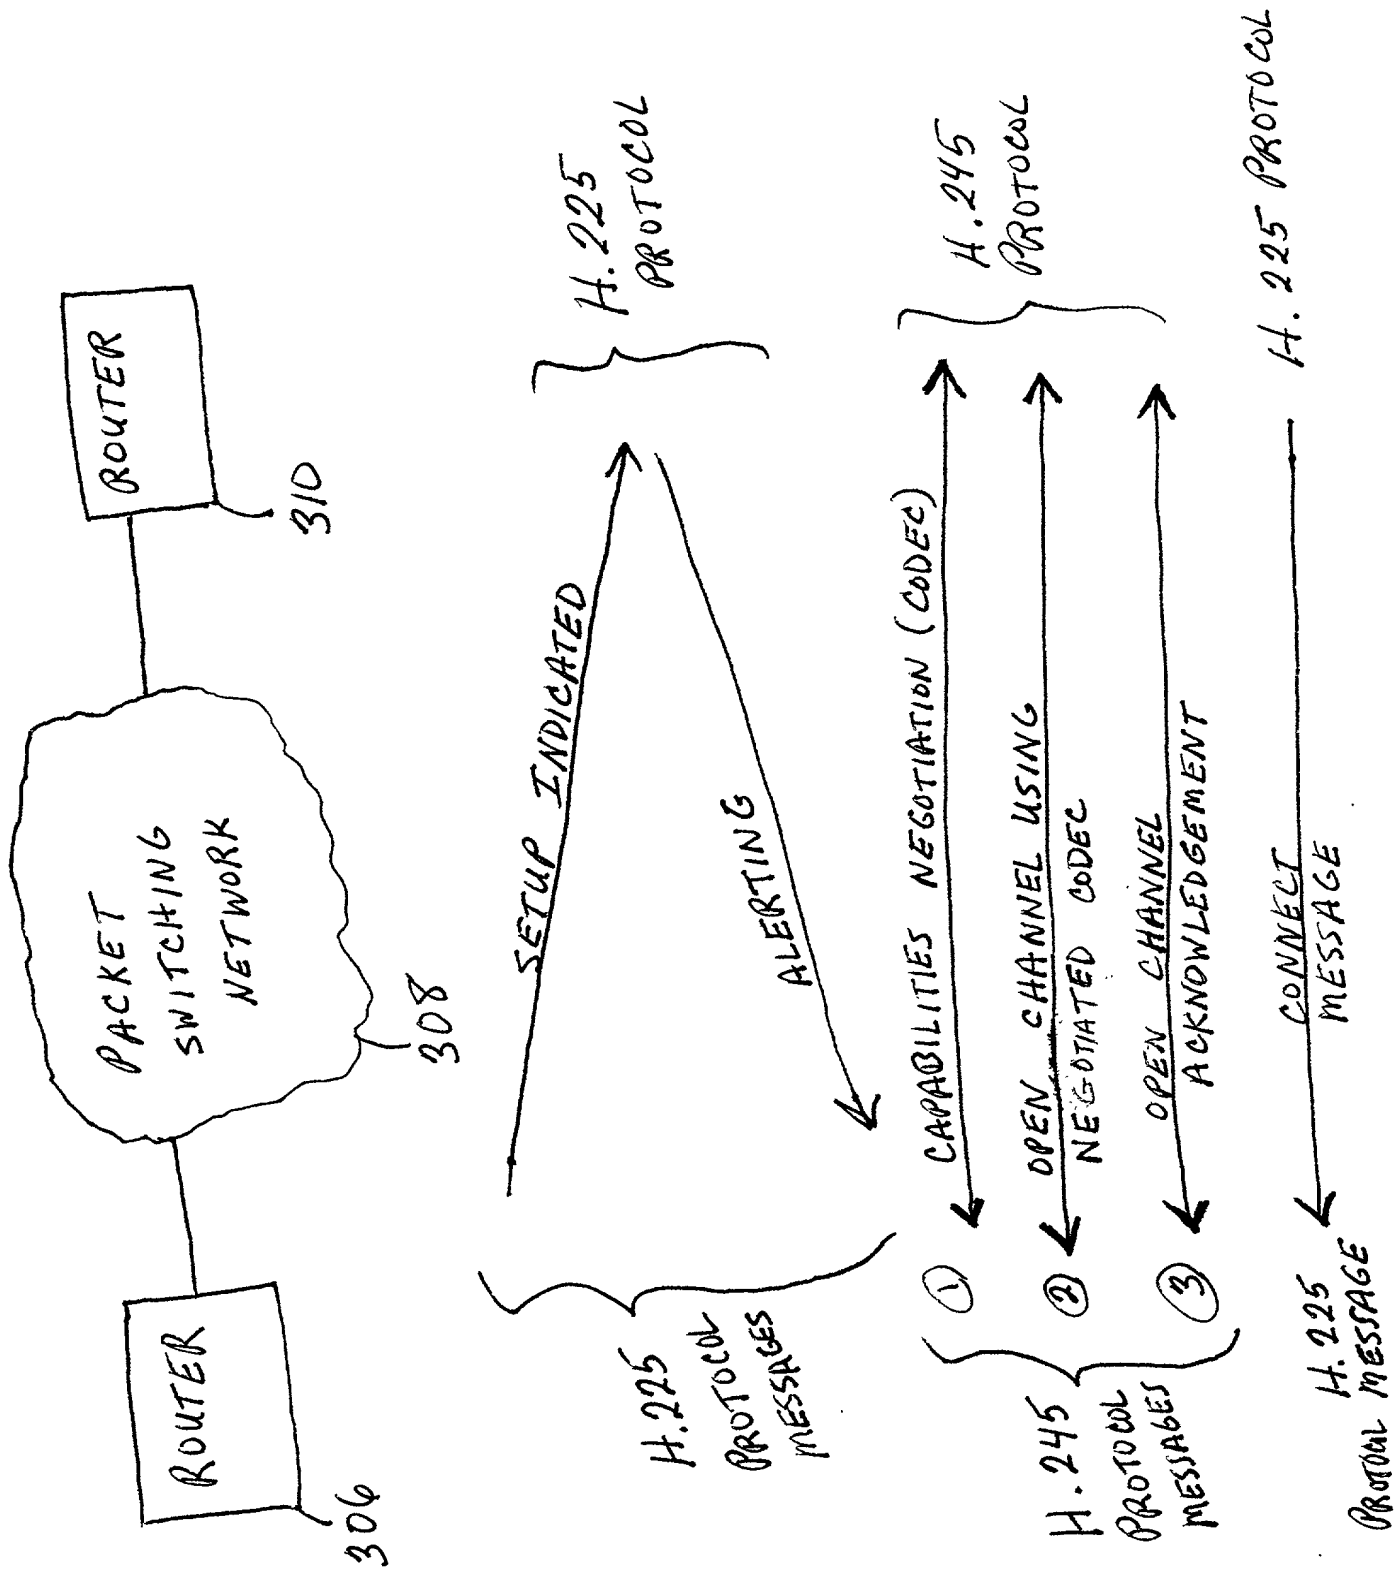 ROUTER
306
PACKET
SWITCHING
NETWORK
308
ROUTER
310
H.225
PROTOCOL
MESSAGES
SETUP INDICATED
ALERTING
H.225
PROTOCOL
H.245
PROTOCOL
MESSAGES
1
CAPABILITIES NEGOTIATION (CODEC)
2
OPEN CHANNEL USING
NEGOTIATED CODEC
3
OPEN CHANNEL
ACKNOWLEDGEMENT
H.245
PROTOCOL
H.225
PROTOCOL MESSAGE
CONNECT
MESSAGE
H.225 PROTOCOL